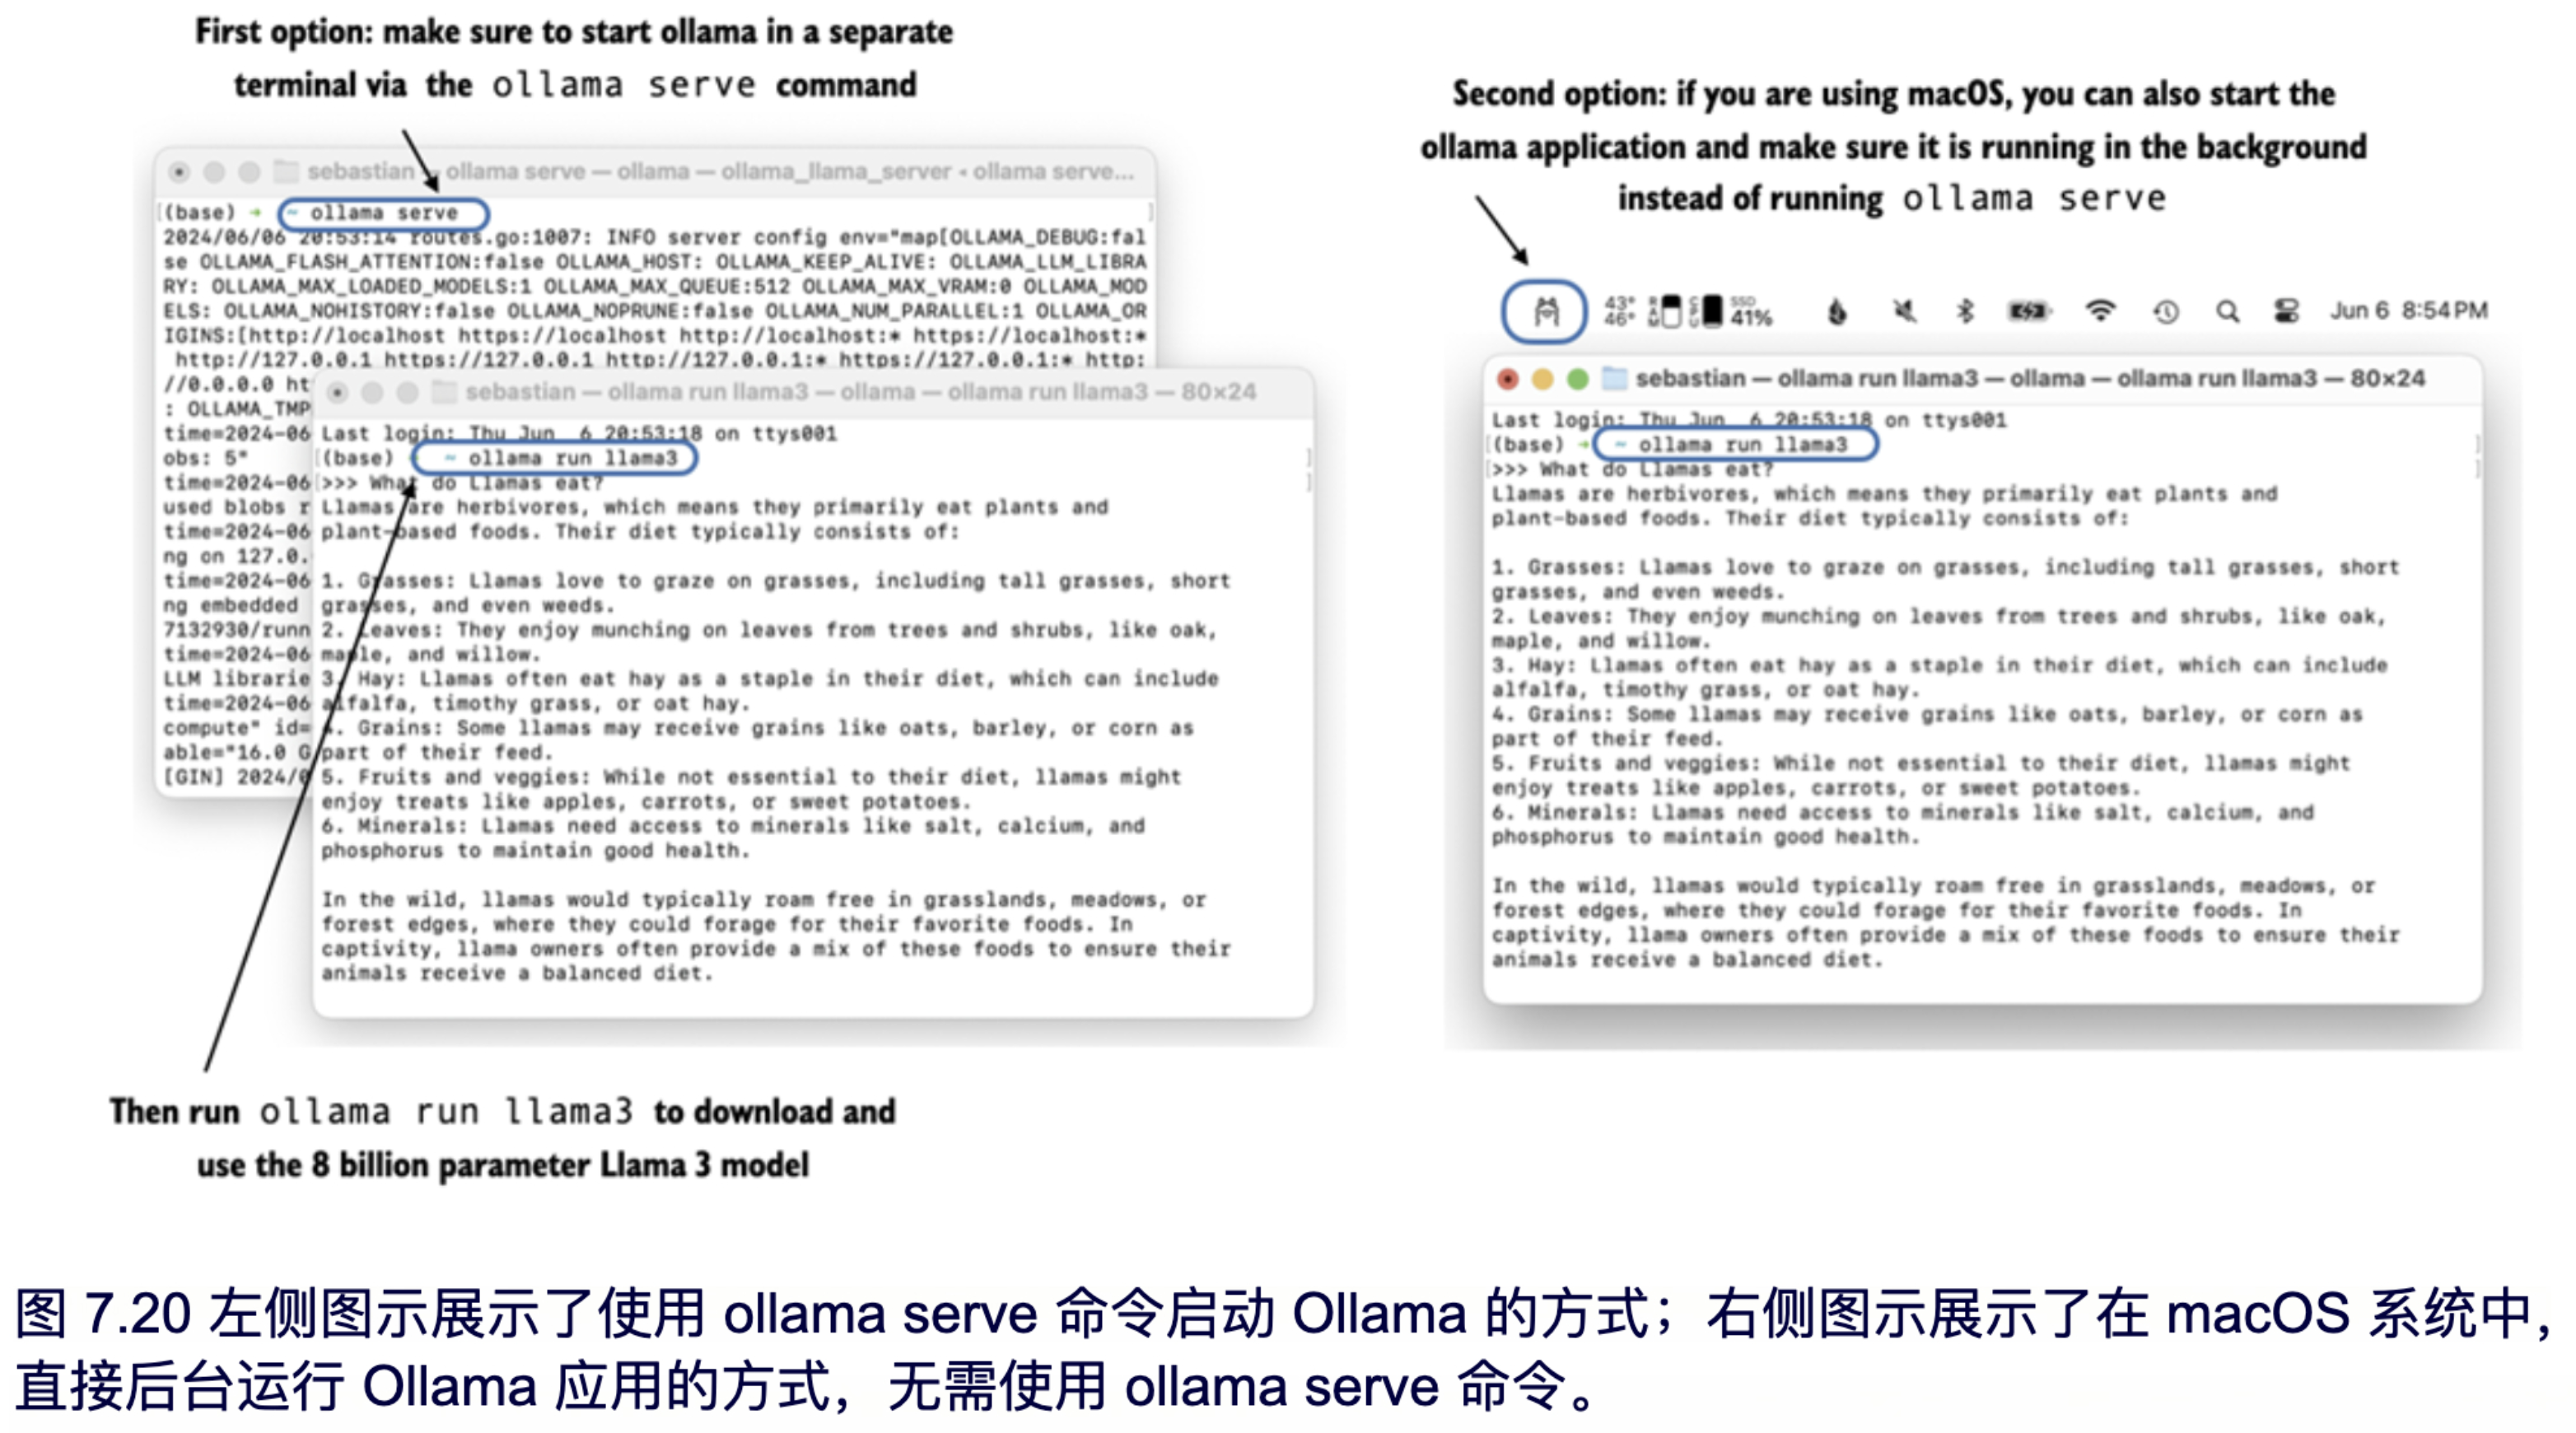 First option: make sure to start ollama in a separate
terminal via the ollama serve command
sebastian — ollama serve — ollama — ollama_llama_server ◂ ollama serve...
(base) ➜ ~ ollama serve
2024/06/06 20:53:14 routes.go:1007: INFO server config env="map[OLLAMA_DEBUG:fal
se OLLAMA_FLASH_ATTENTION:false OLLAMA_HOST: OLLAMA_KEEP_ALIVE: OLLAMA_LLM_LIBRA
RY: OLLAMA_MAX_LOADED_MODELS:1 OLLAMA_MAX_QUEUE:512 OLLAMA_MAX_VRAM:0 OLLAMA_MOD
ELS: OLLAMA_NOHISTORY:false OLLAMA_NOPRUNE:false OLLAMA_NUM_PARALLEL:1 OLLAMA_OR
IGINS:[http://localhost https://localhost http://localhost:* https://localhost:*
http://127.0.0.1 https://127.0.0.1 http://127.0.0.1:* https://127.0.0.1:* http:
//0.0.0.0 ht
: OLLAMA_TMP
time=2024-06
obs: 5"
time=2024-06
used blobs r
time=2024-06
ng on 127.0.
time=2024-06
ng embedded
7132930/runn
time=2024-06
LLM librarie
time=2024-06
compute" id=
able="16.0 G
[GIN] 2024/0
sebastian — ollama run llama3 — ollama — ollama run llama3 — 80×24
Last login: Thu Jun 6 20:53:18 on ttys001
(base) ~ ollama run llama3
>>> What do Llamas eat?
Llamas are herbivores, which means they primarily eat plants and
plant-based foods. Their diet typically consists of:
1. Grasses: Llamas love to graze on grasses, including tall grasses, short
grasses, and even weeds.
2. Leaves: They enjoy munching on leaves from trees and shrubs, like oak,
maple, and willow.
3. Hay: Llamas often eat hay as a staple in their diet, which can include
alfalfa, timothy grass, or oat hay.
4. Grains: Some llamas may receive grains like oats, barley, or corn as
part of their feed.
5. Fruits and veggies: While not essential to their diet, llamas might
enjoy treats like apples, carrots, or sweet potatoes.
6. Minerals: Llamas need access to minerals like salt, calcium, and
phosphorus to maintain good health.
In the wild, llamas would typically roam free in grasslands, meadows, or
forest edges, where they could forage for their favorite foods. In
captivity, llama owners often provide a mix of these foods to ensure their
animals receive a balanced diet.
Then run ollama run llama3 to download and
use the 8 billion parameter Llama 3 model
Second option: if you are using macOS, you can also start the
ollama application and make sure it is running in the background
instead of running ollama serve
43° 46° RAM CPU SSD 41% Jun 6 8:54 PM
sebastian — ollama run llama3 — ollama — ollama run llama3 — 80×24
Last login: Thu Jun 6 20:53:18 on ttys001
(base) ➜ ~ ollama run llama3
>>> What do Llamas eat?
Llamas are herbivores, which means they primarily eat plants and
plant-based foods. Their diet typically consists of:
1. Grasses: Llamas love to graze on grasses, including tall grasses, short
grasses, and even weeds.
2. Leaves: They enjoy munching on leaves from trees and shrubs, like oak,
maple, and willow.
3. Hay: Llamas often eat hay as a staple in their diet, which can include
alfalfa, timothy grass, or oat hay.
4. Grains: Some llamas may receive grains like oats, barley, or corn as
part of their feed.
5. Fruits and veggies: While not essential to their diet, llamas might
enjoy treats like apples, carrots, or sweet potatoes.
6. Minerals: Llamas need access to minerals like salt, calcium, and
phosphorus to maintain good health.
In the wild, llamas would typically roam free in grasslands, meadows, or
forest edges, where they could forage for their favorite foods. In
captivity, llama owners often provide a mix of these foods to ensure their
animals receive a balanced diet.
图 7.20 左侧图示展示了使用 ollama serve 命令启动 Ollama 的方式；右侧图示展示了在 macOS 系统中，
直接后台运行 Ollama 应用的方式，无需使用 ollama serve 命令。